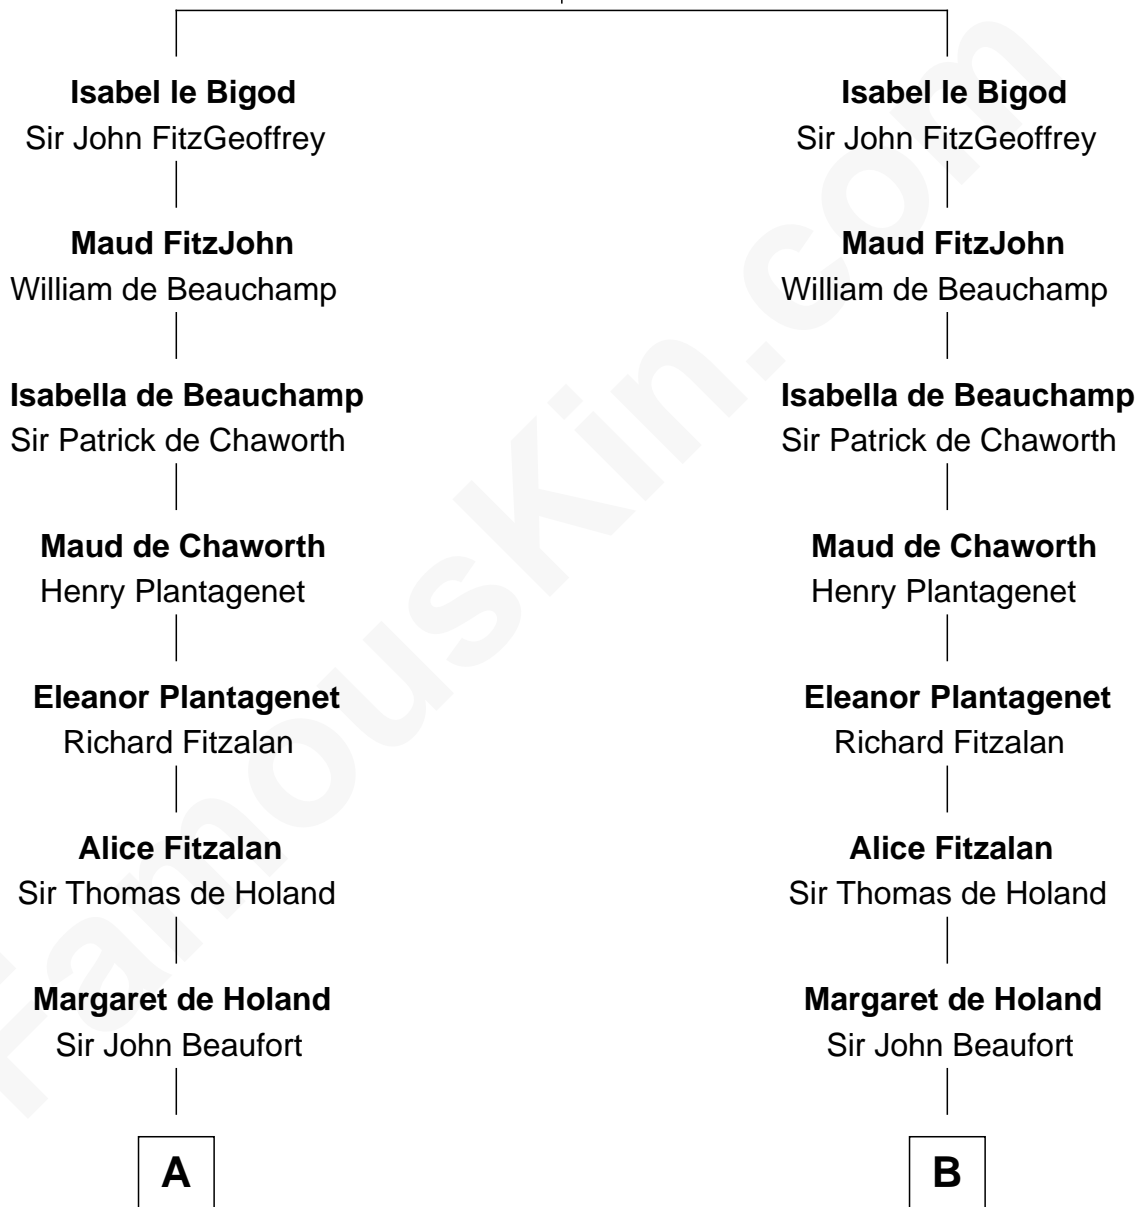 Isabel le Bigod
Sir John FitzGeoffrey
Maud FitzJohn
William de Beauchamp
Isabella de Beauchamp
Sir Patrick de Chaworth
Maud de Chaworth
Henry Plantagenet
Eleanor Plantagenet
Richard Fitzalan
Alice Fitzalan
Sir Thomas de Holand
Margaret de Holand
Sir John Beaufort
A
Isabel le Bigod
Sir John FitzGeoffrey
Maud FitzJohn
William de Beauchamp
Isabella de Beauchamp
Sir Patrick de Chaworth
Maud de Chaworth
Henry Plantagenet
Eleanor Plantagenet
Richard Fitzalan
Alice Fitzalan
Sir Thomas de Holand
Margaret de Holand
Sir John Beaufort
B
FamousKin.com